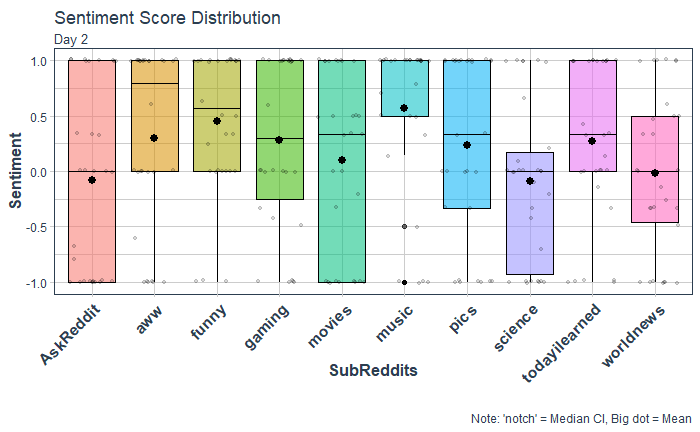 Sentiment Score Distribution
Day 2
1.0
0.5
0.0
-0.5
-1.0
Sentiment
AskReddit
aww
funny
gaming
movies
music
pics
science
todayilearned
worldnews
SubReddits
Note: 'notch' = Median CI, Big dot = Mean